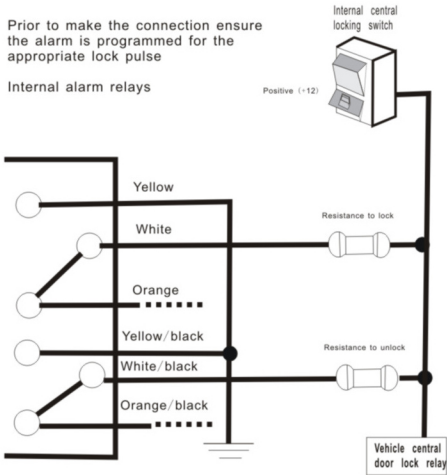 Prior to make the connection ensure
the alarm is programmed for the
appropriate lock pulse
Internal alarm relays
Internal central
locking switch
Positive (+12)
Yellow
White
Resistance to lock
Orange
Yellow/black
White/black
Resistance to unlock
Orange/black
Vehicle central
door lock relay